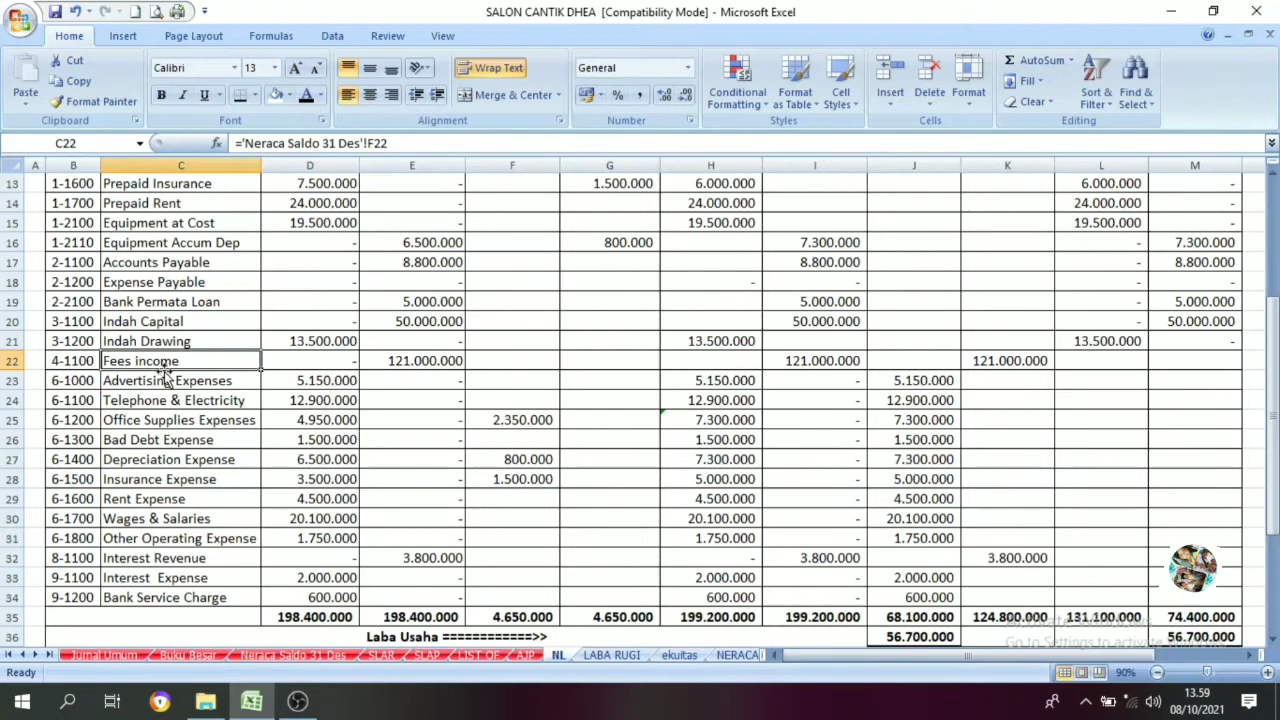 SALON CANTIK DHEA [Compatibility Mode] - Microsoft Excel
Home Insert Page Layout Formulas Data Review View
Paste Cut Copy Format Painter Clipboard
Calibri 13 B I U Font
Wrap Text Merge & Center Alignment
General % , Number
Conditional Formatting Format as Table Cell Styles Styles
Insert Delete Format Cells
Σ AutoSum Fill Clear Sort & Filter Find & Select Editing
C22 fx ='Neraca Saldo 31 Des'!F22
A B C D E F G H I J K L M
13 1-1600 Prepaid Insurance 7.500.000 - 1.500.000 6.000.000 6.000.000 -
14 1-1700 Prepaid Rent 24.000.000 - 24.000.000 24.000.000 -
15 1-2100 Equipment at Cost 19.500.000 - 19.500.000 19.500.000 -
16 1-2110 Equipment Accum Dep - 6.500.000 800.000 7.300.000 - 7.300.000
17 2-1100 Accounts Payable - 8.800.000 8.800.000 - 8.800.000
18 2-1200 Expense Payable - - - - -
19 2-2100 Bank Permata Loan - 5.000.000 5.000.000 - 5.000.000
20 3-1100 Indah Capital - 50.000.000 50.000.000 - 50.000.000
21 3-1200 Indah Drawing 13.500.000 - 13.500.000 13.500.000 -
22 4-1100 Fees income - 121.000.000 121.000.000 121.000.000
23 6-1000 Advertising Expenses 5.150.000 - 5.150.000 - 5.150.000
24 6-1100 Telephone & Electricity 12.900.000 - 12.900.000 - 12.900.000
25 6-1200 Office Supplies Expenses 4.950.000 - 2.350.000 7.300.000 - 7.300.000
26 6-1300 Bad Debt Expense 1.500.000 - 1.500.000 - 1.500.000
27 6-1400 Depreciation Expense 6.500.000 - 800.000 7.300.000 - 7.300.000
28 6-1500 Insurance Expense 3.500.000 - 1.500.000 5.000.000 - 5.000.000
29 6-1600 Rent Expense 4.500.000 - 4.500.000 - 4.500.000
30 6-1700 Wages & Salaries 20.100.000 - 20.100.000 - 20.100.000
31 6-1800 Other Operating Expense 1.750.000 - 1.750.000 - 1.750.000
32 8-1100 Interest Revenue - 3.800.000 3.800.000 3.800.000
33 9-1100 Interest Expense 2.000.000 - 2.000.000 - 2.000.000
34 9-1200 Bank Service Charge 600.000 - 600.000 - 600.000
35 198.400.000 198.400.000 4.650.000 4.650.000 199.200.000 199.200.000 68.100.000 124.800.000 131.100.000 74.400.000
36 Laba Usaha ============>> 56.700.000 56.700.000
Go to Settings to activate
Jurnal Umum Buku Besar Neraca Saldo 31 Des SLAR SLAP LIST OF AJP NL LABA RUGI ekuitas NERACA
Ready 90%
13.59
08/10/2021